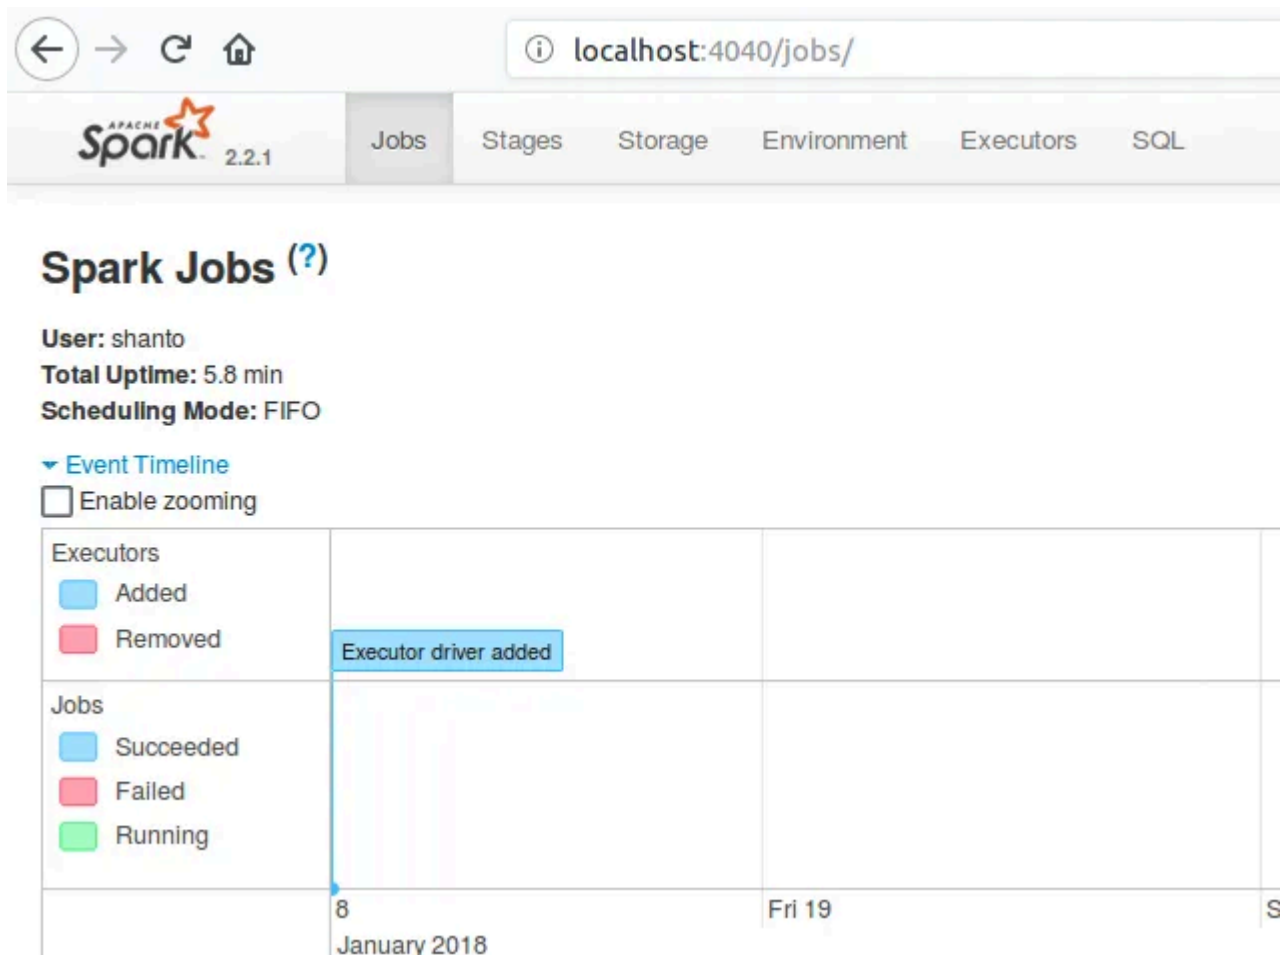 localhost:4040/jobs/
APACHE
Spark 2.2.1
Jobs Stages Storage Environment Executors SQL
Spark Jobs (?)
User: shanto
Total Uptime: 5.8 min
Scheduling Mode: FIFO
Event Timeline
Enable zooming
Executors
Added
Removed
Executor driver added
Jobs
Succeeded
Failed
Running
8 Fri 19 S
January 2018